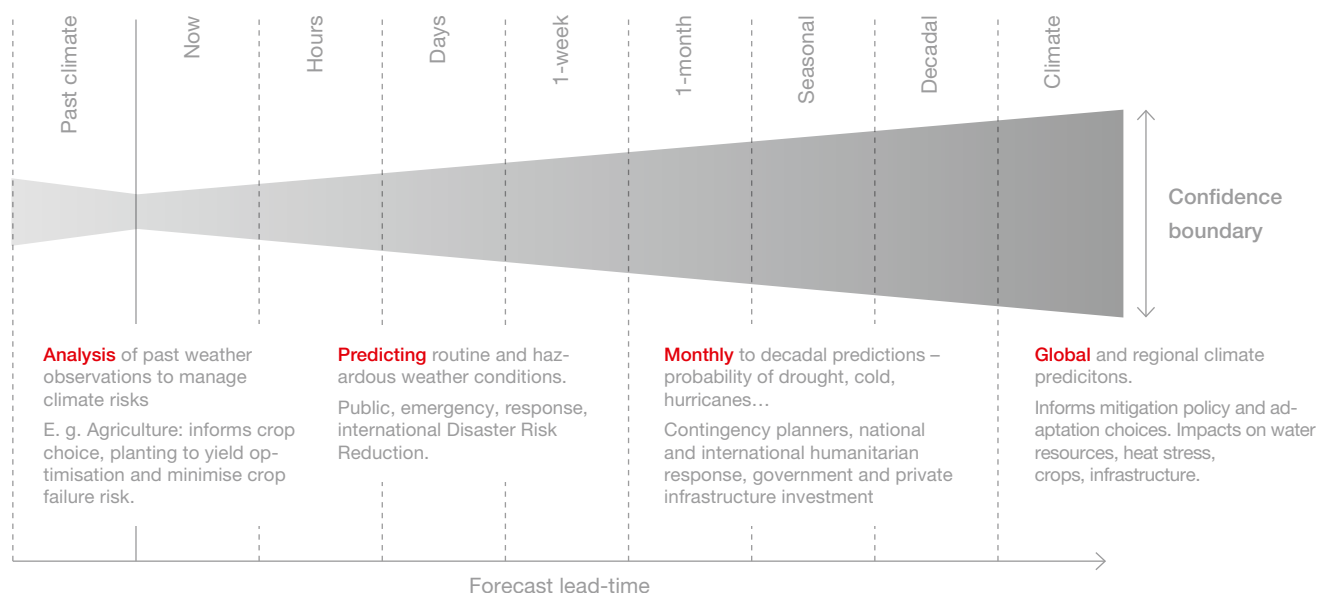 Past climate
Now
Hours
Days
1-week
1-month
Seasonal
Decadal
Climate
Confidence
boundary
Analysis of past weather
observations to manage
climate risks
E. g. Agriculture: informs crop
choice, planting to yield op-
timisation and minimise crop
failure risk.
Predicting routine and haz-
ardous weather conditions.
Public, emergency, response,
international Disaster Risk
Reduction.
Monthly to decadal predictions –
probability of drought, cold,
hurricanes…
Contingency planners, national
and international humanitarian
response, government and private
infrastructure investment
Global and regional climate
predicitons.
Informs mitigation policy and ad-
aptation choices. Impacts on water
resources, heat stress,
crops, infrastructure.
Forecast lead-time